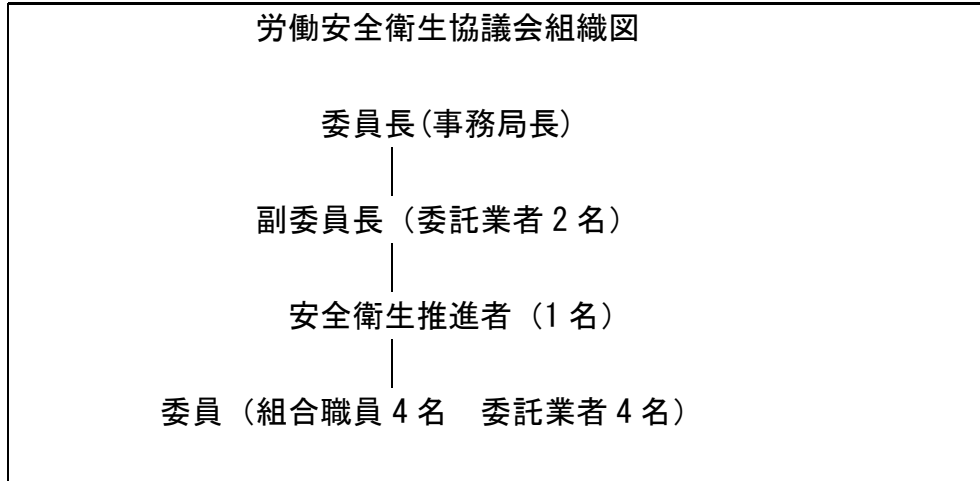 労働安全衛生協議会組織図
委員長(事務局長)
副委員長（委託業者2名）
安全衛生推進者（1名）
委員（組合職員4名　委託業者4名）